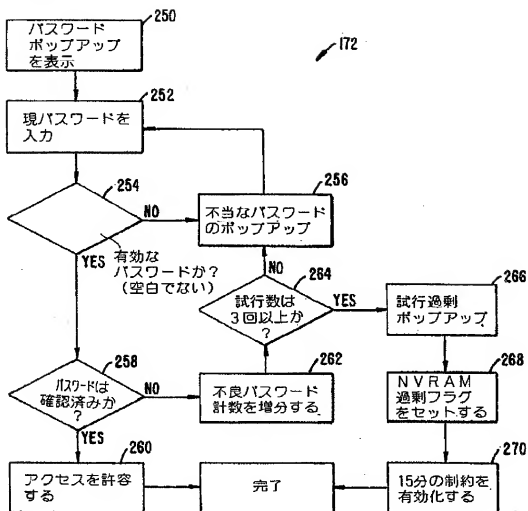 250
パスワード
ポップアップ
を表示
172
252
現パスワードを
入力
254
NO
YES
有効な
パスワードか?
(空白でない)
256
不当なパスワード
のポップアップ
NO
264
試行数は
3回以上か
?
YES
266
試行過剰
ポップアップ
258
パスワードは
確認済みか
?
NO
YES
262
不良パスワード
計数を増分する
268
NVRAM
過剰フラグ
をセットする
260
アクセスを許容
する
完了
270
15分の制約を
有効化する